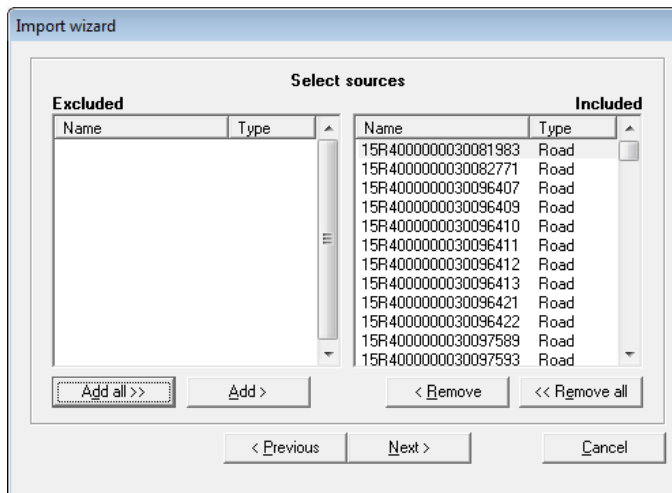 Import wizard
Select sources
Excluded
Included
Name Type
Name Type
15R4000000030081983 Road
15R4000000030082771 Road
15R4000000030096407 Road
15R4000000030096409 Road
15R4000000030096410 Road
15R4000000030096411 Road
15R4000000030096412 Road
15R4000000030096413 Road
15R4000000030096421 Road
15R4000000030096422 Road
15R4000000030097589 Road
15R4000000030097593 Road
Add all >> Add > < Remove << Remove all
< Previous Next > Cancel